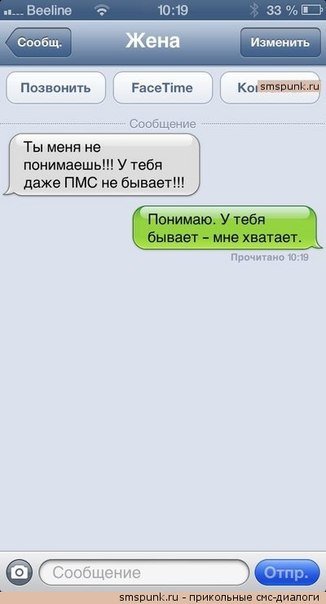 Beeline 10:19 33 %
Сообщ. Жена Изменить
Позвонить FaceTime Ко
smspunk.ru
Сообщение
Ты меня не
понимаешь!!! У тебя
даже ПМС не бывает!!!
Понимаю. У тебя
бывает – мне хватает.
Прочитано 10:19
Сообщение Отпр.
smspunk.ru - прикольные смс-диалоги